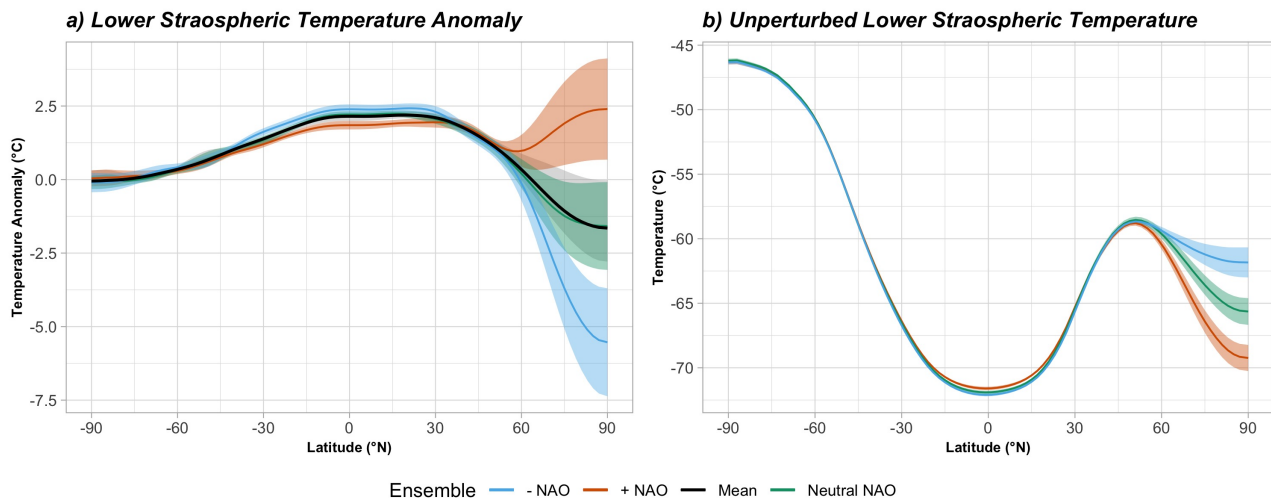 a) Lower Straospheric Temperature Anomaly
2.5
0.0
-2.5
-5.0
-7.5
Temperature Anomaly (°C)
-90 -60 -30 0 30 60 90
Latitude (°N)
b) Unperturbed Lower Straospheric Temperature
-45
-50
-55
-60
-65
-70
Temperature (°C)
-90 -60 -30 0 30 60 90
Latitude (°N)
Ensemble - NAO + NAO Mean Neutral NAO